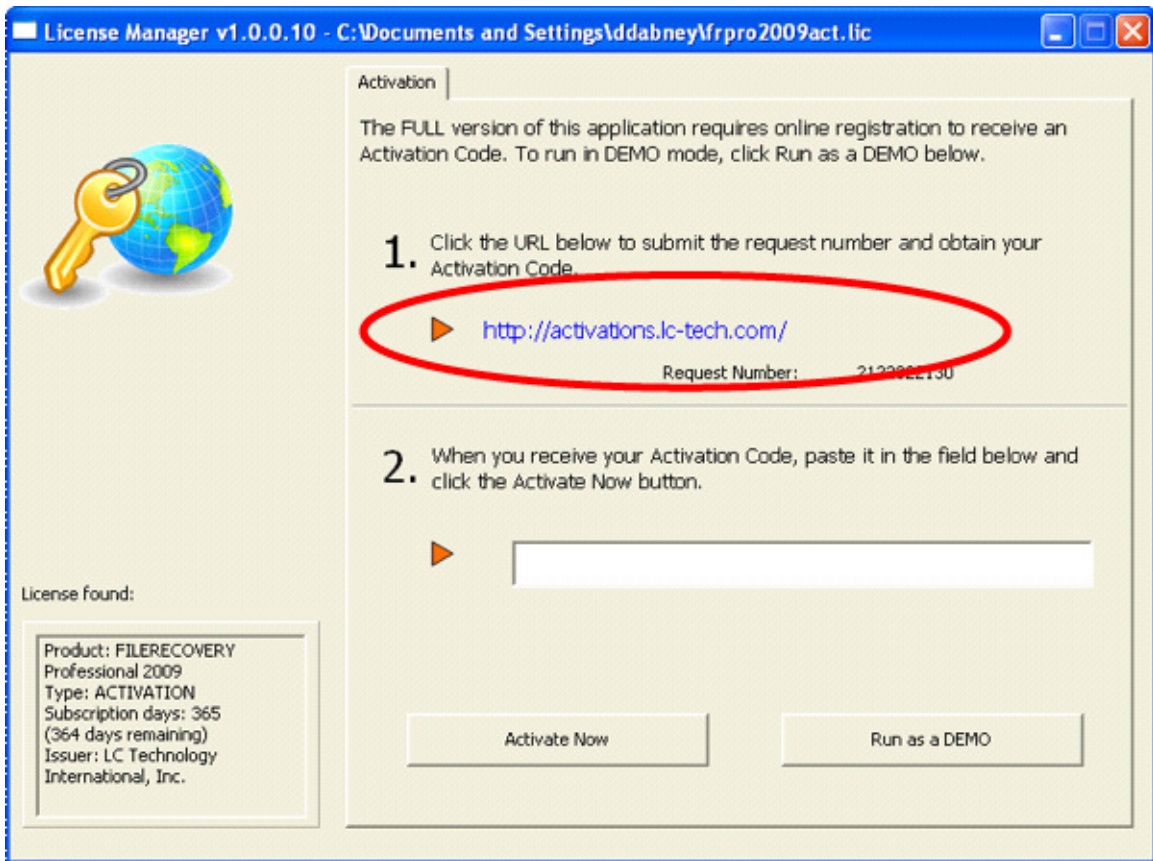 License Manager v1.0.0.10 - C:\Documents and Settings\ddabney\frpro2009act.lic
Activation
The FULL version of this application requires online registration to receive an
Activation Code. To run in DEMO mode, click Run as a DEMO below.
1. Click the URL below to submit the request number and obtain your
Activation Code.
http://activations.lc-tech.com/
Request Number:
2. When you receive your Activation Code, paste it in the field below and
click the Activate Now button.
License found:
Product: FILERECOVERY
Professional 2009
Type: ACTIVATION
Subscription days: 365
(364 days remaining)
Issuer: LC Technology
International, Inc.
Activate Now
Run as a DEMO